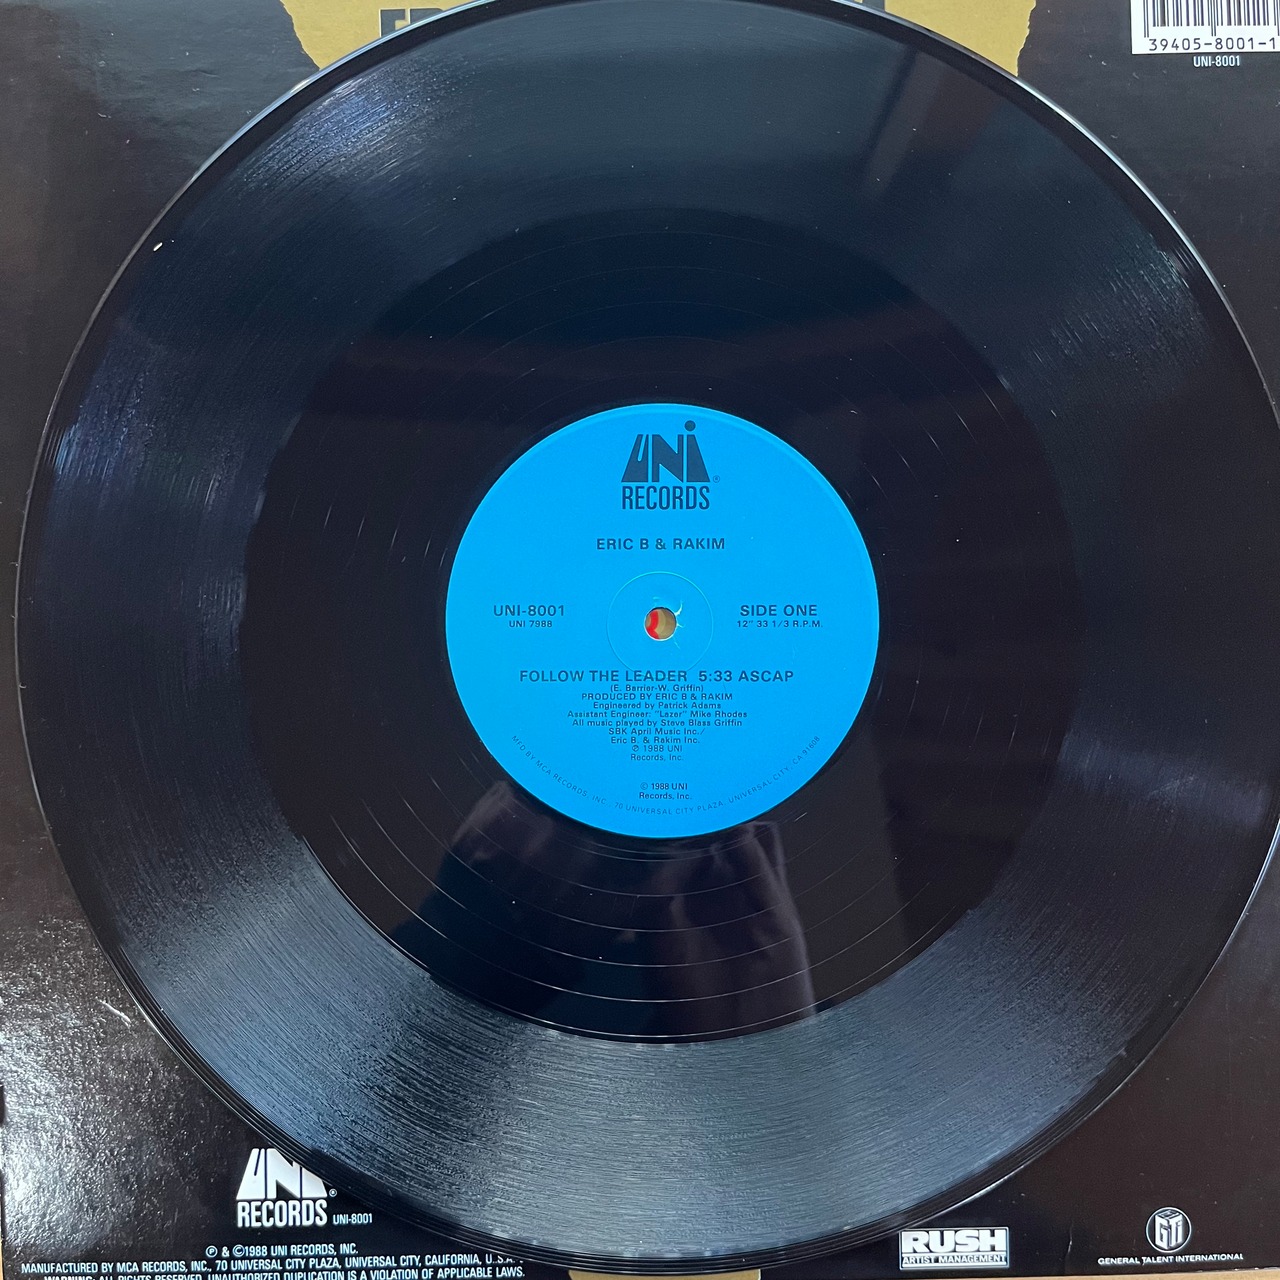 39405-8001-1
UNI-8001
UNI
RECORDS
ERIC B & RAKIM
UNI-8001
UNI 7988
SIDE ONE
12" 33 1/3 R.P.M.
FOLLOW THE LEADER 5:33 ASCAP
(E. Barrier-W. Griffin)
PRODUCED BY ERIC B & RAKIM
Engineered by Patrick Adams
Assistant Engineer: "Lazer" Mike Rhodes
All music played by Steve Blass Griffin
SBK April Music Inc./
Eric B. & Rakim Inc.
℗ 1988 UNI
Records, Inc.
© 1988 UNI
Records, Inc.
MFD BY MCA RECORDS, INC., 70 UNIVERSAL CITY PLAZA, UNIVERSAL CITY, CA 91608
UNI
RECORDS UNI-8001
℗ & ©1988 UNI RECORDS, INC.
MANUFACTURED BY MCA RECORDS, INC., 70 UNIVERSAL CITY PLAZA, UNIVERSAL CITY, CALIFORNIA, U.S.A.
WARNING: ALL RIGHTS RESERVED. UNAUTHORIZED DUPLICATION IS A VIOLATION OF APPLICABLE LAWS.
RUSH
ARTIST MANAGEMENT
GTI
GENERAL TALENT INTERNATIONAL